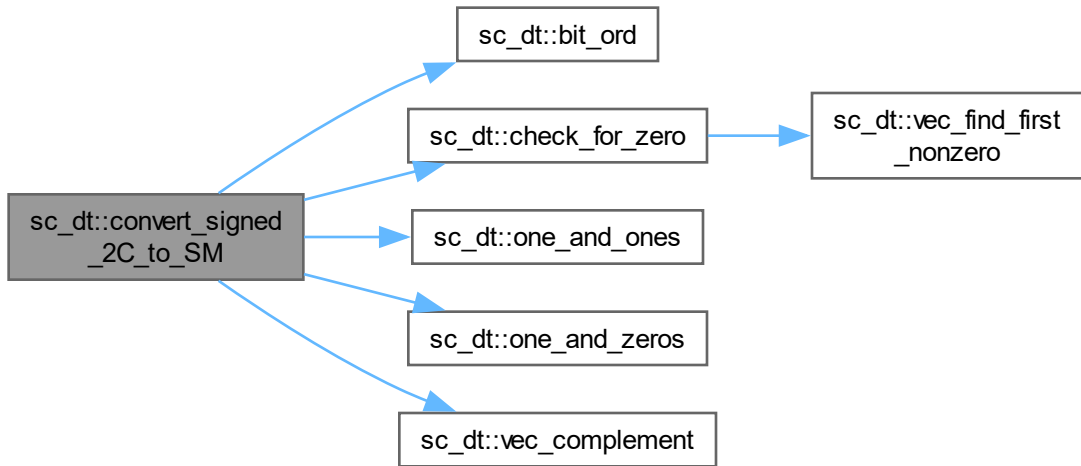 sc_dt::bit_ord
sc_dt::check_for_zero
sc_dt::vec_find_first
_nonzero
sc_dt::convert_signed
_2C_to_SM
sc_dt::one_and_ones
sc_dt::one_and_zeros
sc_dt::vec_complement